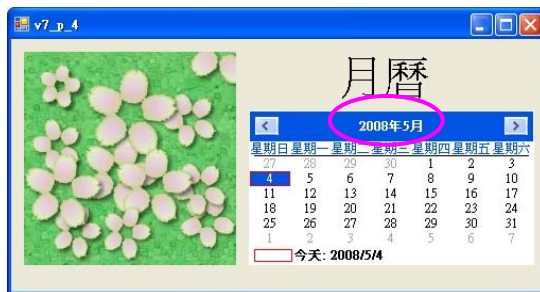 v7_p_4
月曆
2008年5月
星期日 星期一 星期二 星期三 星期四 星期五 星期六
27 28 29 30 1 2 3
4 5 6 7 8 9 10
11 12 13 14 15 16 17
18 19 20 21 22 23 24
25 26 27 28 29 30 31
1 2 3 4 5 6 7
今天: 2008/5/4